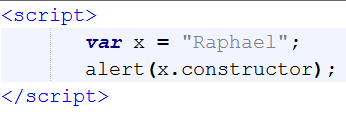 <script>
var x = "Raphael";
alert(x.constructor);
</script>